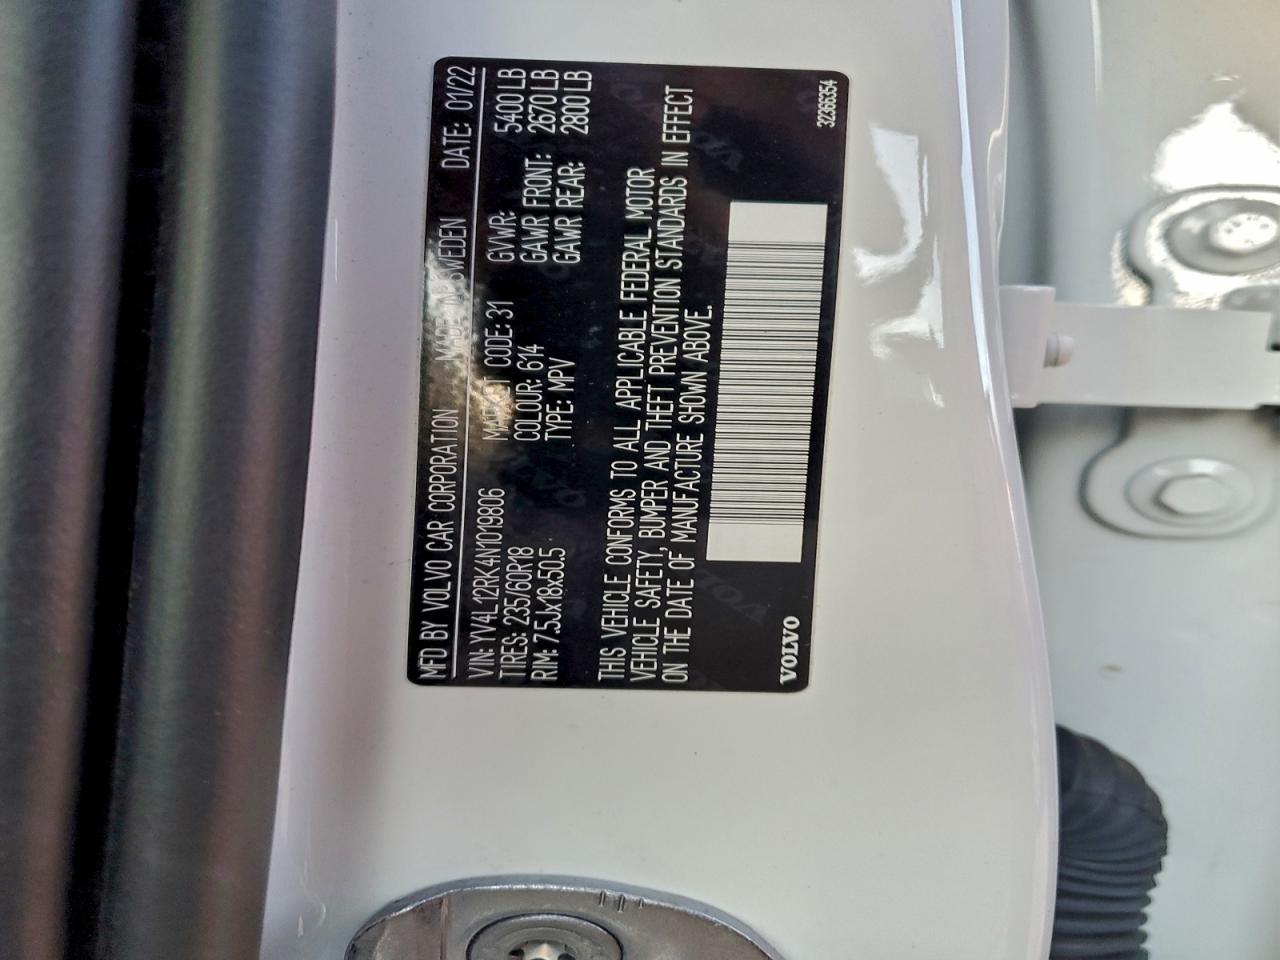 MFD BY VOLVO CAR CORPORATION MADE IN SWEDEN DATE: 01/22
VIN: YV4L12RK4N1019806 MARKET CODE: 31 GVWR: 5400 LB
TIRES: 235/60R18 COLOUR: 614 GAWR FRONT: 2670 LB
RIM: 7.5Jx18x50.5 TYPE: MPV GAWR REAR: 2800 LB
THIS VEHICLE CONFORMS TO ALL APPLICABLE FEDERAL MOTOR
VEHICLE SAFETY, BUMPER AND THEFT PREVENTION STANDARDS IN EFFECT
ON THE DATE OF MANUFACTURE SHOWN ABOVE.
VOLVO 32366354